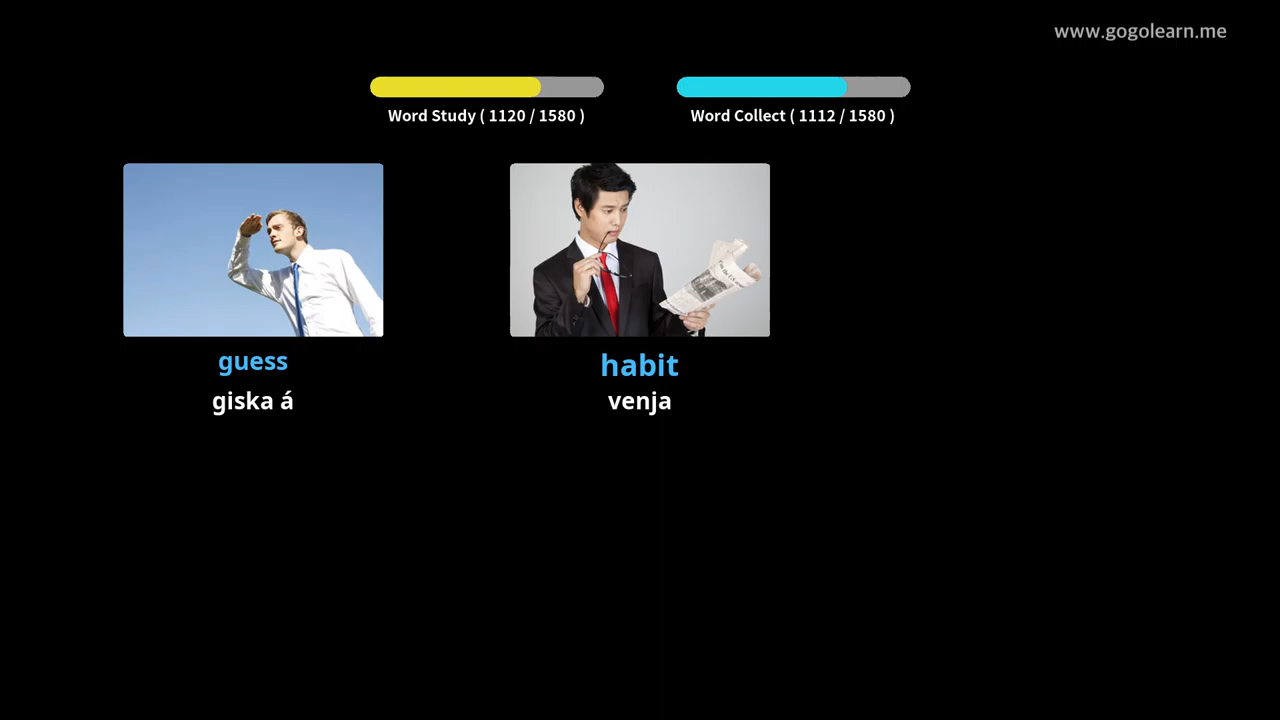 www.gogolearn.me
Word Study ( 1120 / 1580 )
Word Collect ( 1112 / 1580 )
guess
giska á
habit
venja